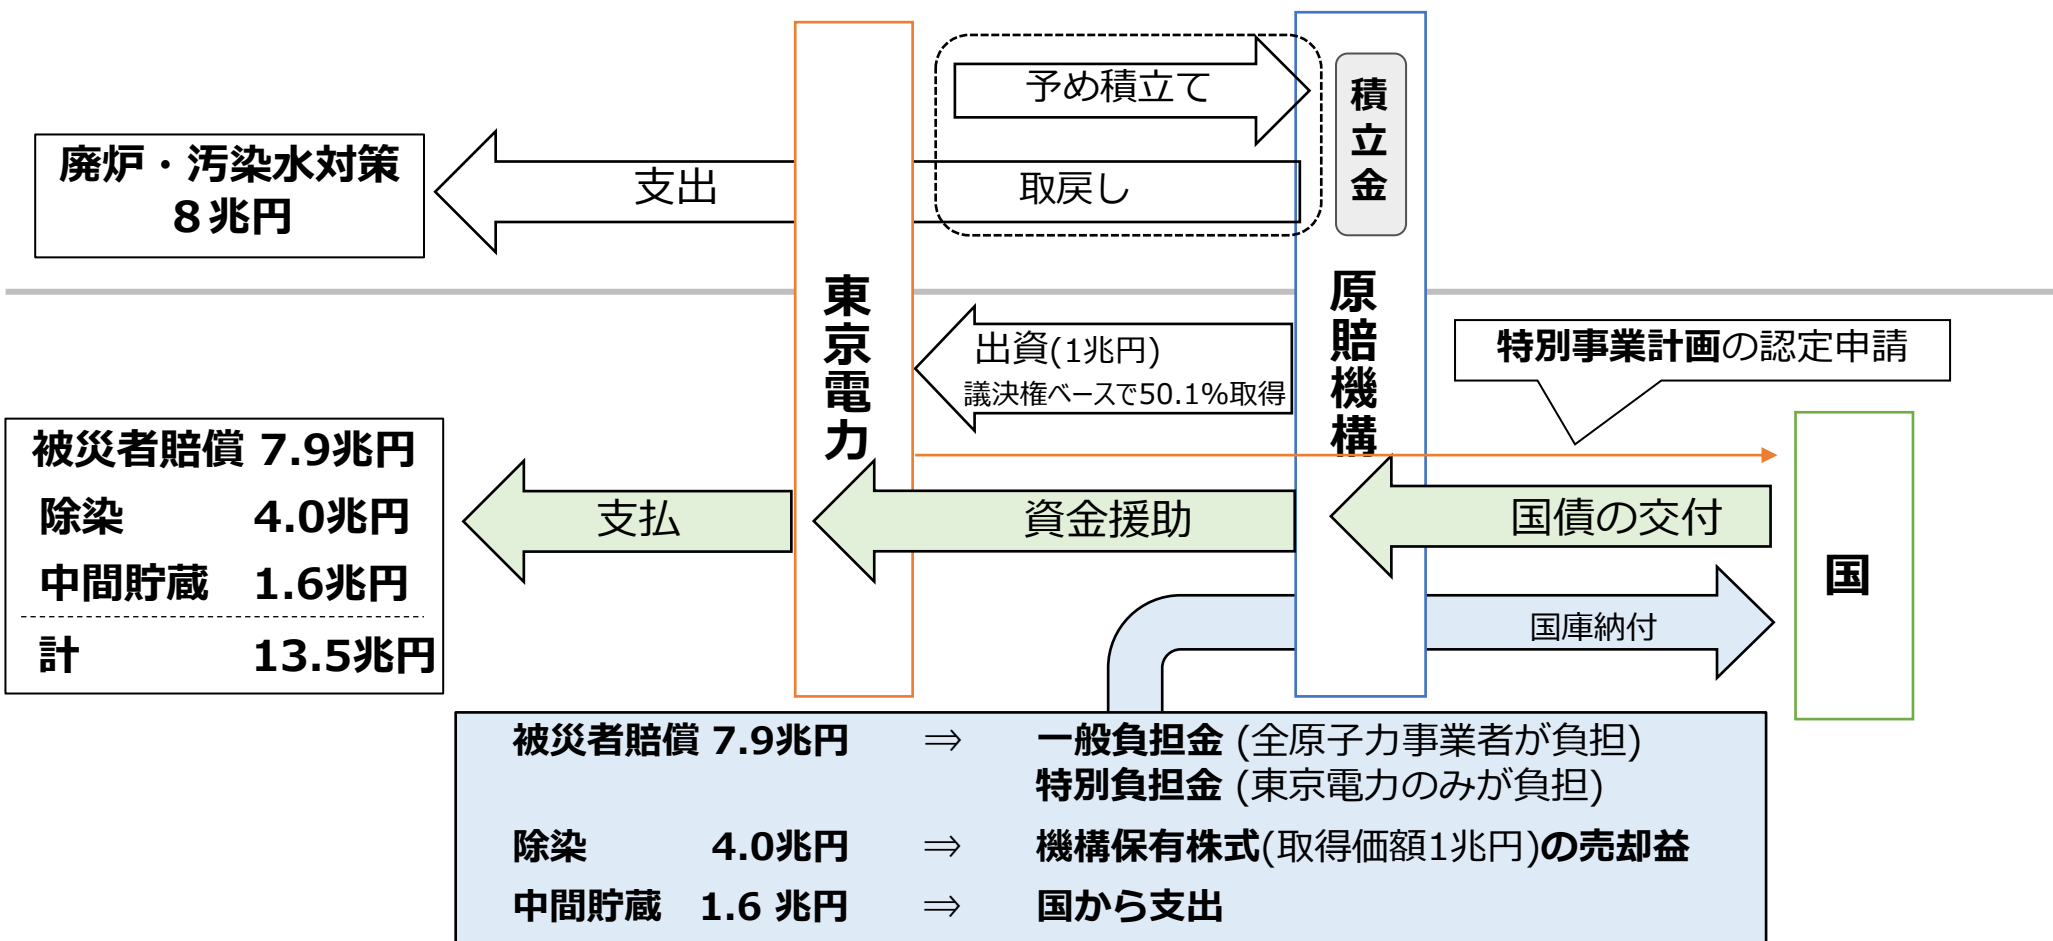 予め積立て
積立金
廃炉・汚染水対策
８兆円
支出
取戻し
東京電力
原賠機構
出資(1兆円)
議決権ベースで50.1%取得
特別事業計画の認定申請
被災者賠償 7.9兆円
除染 4.0兆円
中間貯蔵 1.6兆円
計 13.5兆円
支払
資金援助
国債の交付
国
国庫納付
被災者賠償 7.9兆円 ⇒ 一般負担金 (全原子力事業者が負担)
特別負担金 (東京電力のみが負担)
除染 4.0兆円 ⇒ 機構保有株式(取得価額1兆円)の売却益
中間貯蔵 1.6 兆円 ⇒ 国から支出